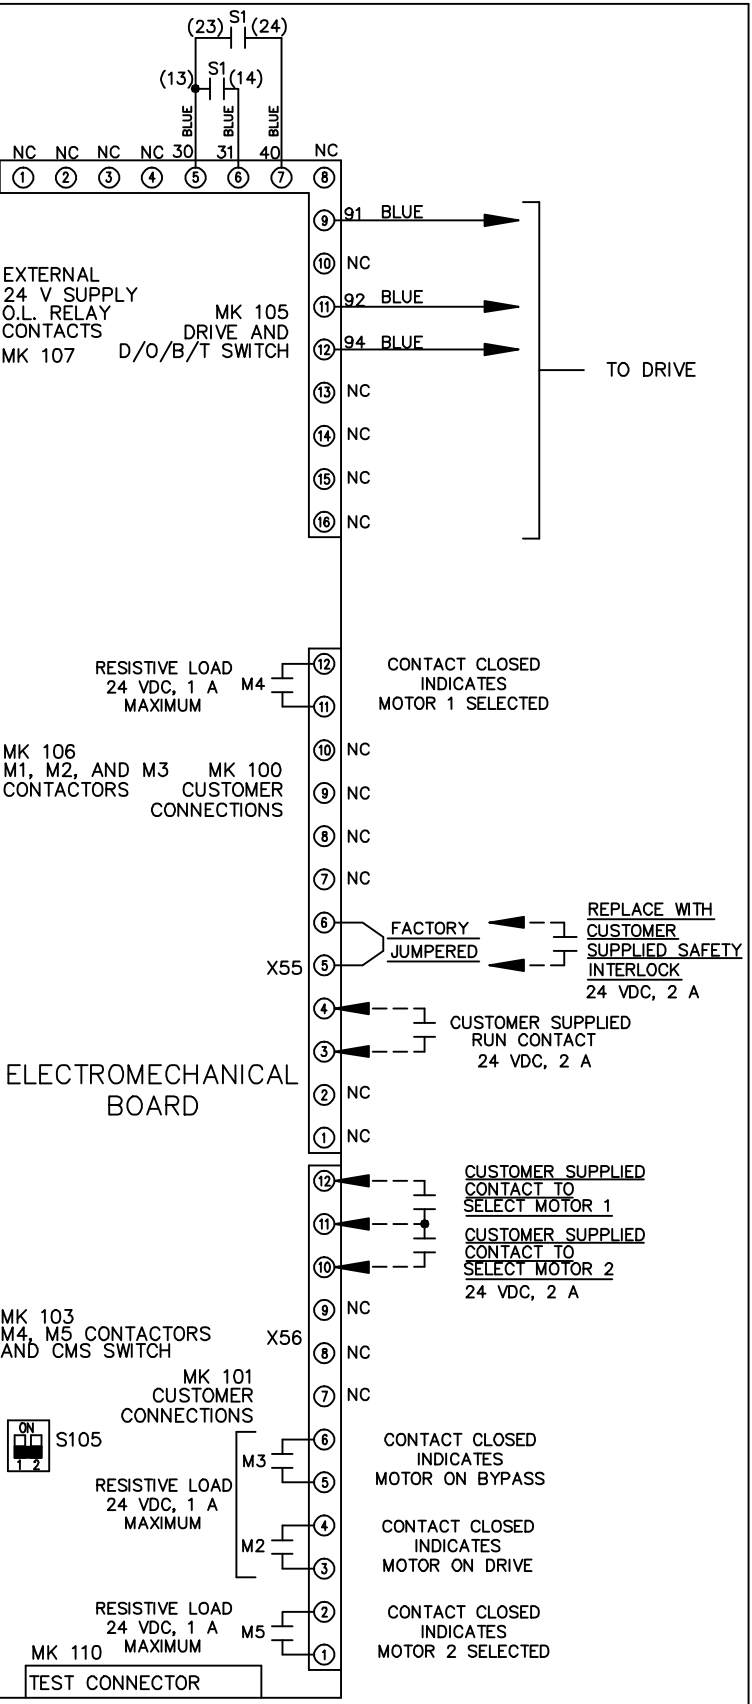 S1
(23) (24)
S1
(13) (14)
BLUE BLUE BLUE
NC NC NC NC 30 31 40 NC
1 2 3 4 5 6 7 8
9 91 BLUE
10 NC
EXTERNAL
24 V SUPPLY
O.L. RELAY
CONTACTS
MK 107
MK 105
DRIVE AND
D/O/B/T SWITCH
11 92 BLUE
12 94 BLUE
TO DRIVE
13 NC
14 NC
15 NC
16 NC
RESISTIVE LOAD
24 VDC, 1 A
MAXIMUM
M4
12
11
CONTACT CLOSED
INDICATES
MOTOR 1 SELECTED
MK 106
M1, M2, AND M3
CONTACTORS
MK 100
CUSTOMER
CONNECTIONS
10 NC
9 NC
8 NC
7 NC
6
X55 5
FACTORY
JUMPERED
REPLACE WITH
CUSTOMER
SUPPLIED SAFETY
INTERLOCK
24 VDC, 2 A
4
3
CUSTOMER SUPPLIED
RUN CONTACT
24 VDC, 2 A
ELECTROMECHANICAL
BOARD
2 NC
1 NC
12
11
10
CUSTOMER SUPPLIED
CONTACT TO
SELECT MOTOR 1
CUSTOMER SUPPLIED
CONTACT TO
SELECT MOTOR 2
24 VDC, 2 A
MK 103
M4, M5 CONTACTORS
AND CMS SWITCH
X56
9 NC
8 NC
7 NC
MK 101
CUSTOMER
CONNECTIONS
ON
1 2
S105
RESISTIVE LOAD
24 VDC, 1 A
MAXIMUM
M3
6
5
CONTACT CLOSED
INDICATES
MOTOR ON BYPASS
M2
4
3
CONTACT CLOSED
INDICATES
MOTOR ON DRIVE
RESISTIVE LOAD
24 VDC, 1 A
MAXIMUM
M5
2
1
CONTACT CLOSED
INDICATES
MOTOR 2 SELECTED
MK 110
TEST CONNECTOR